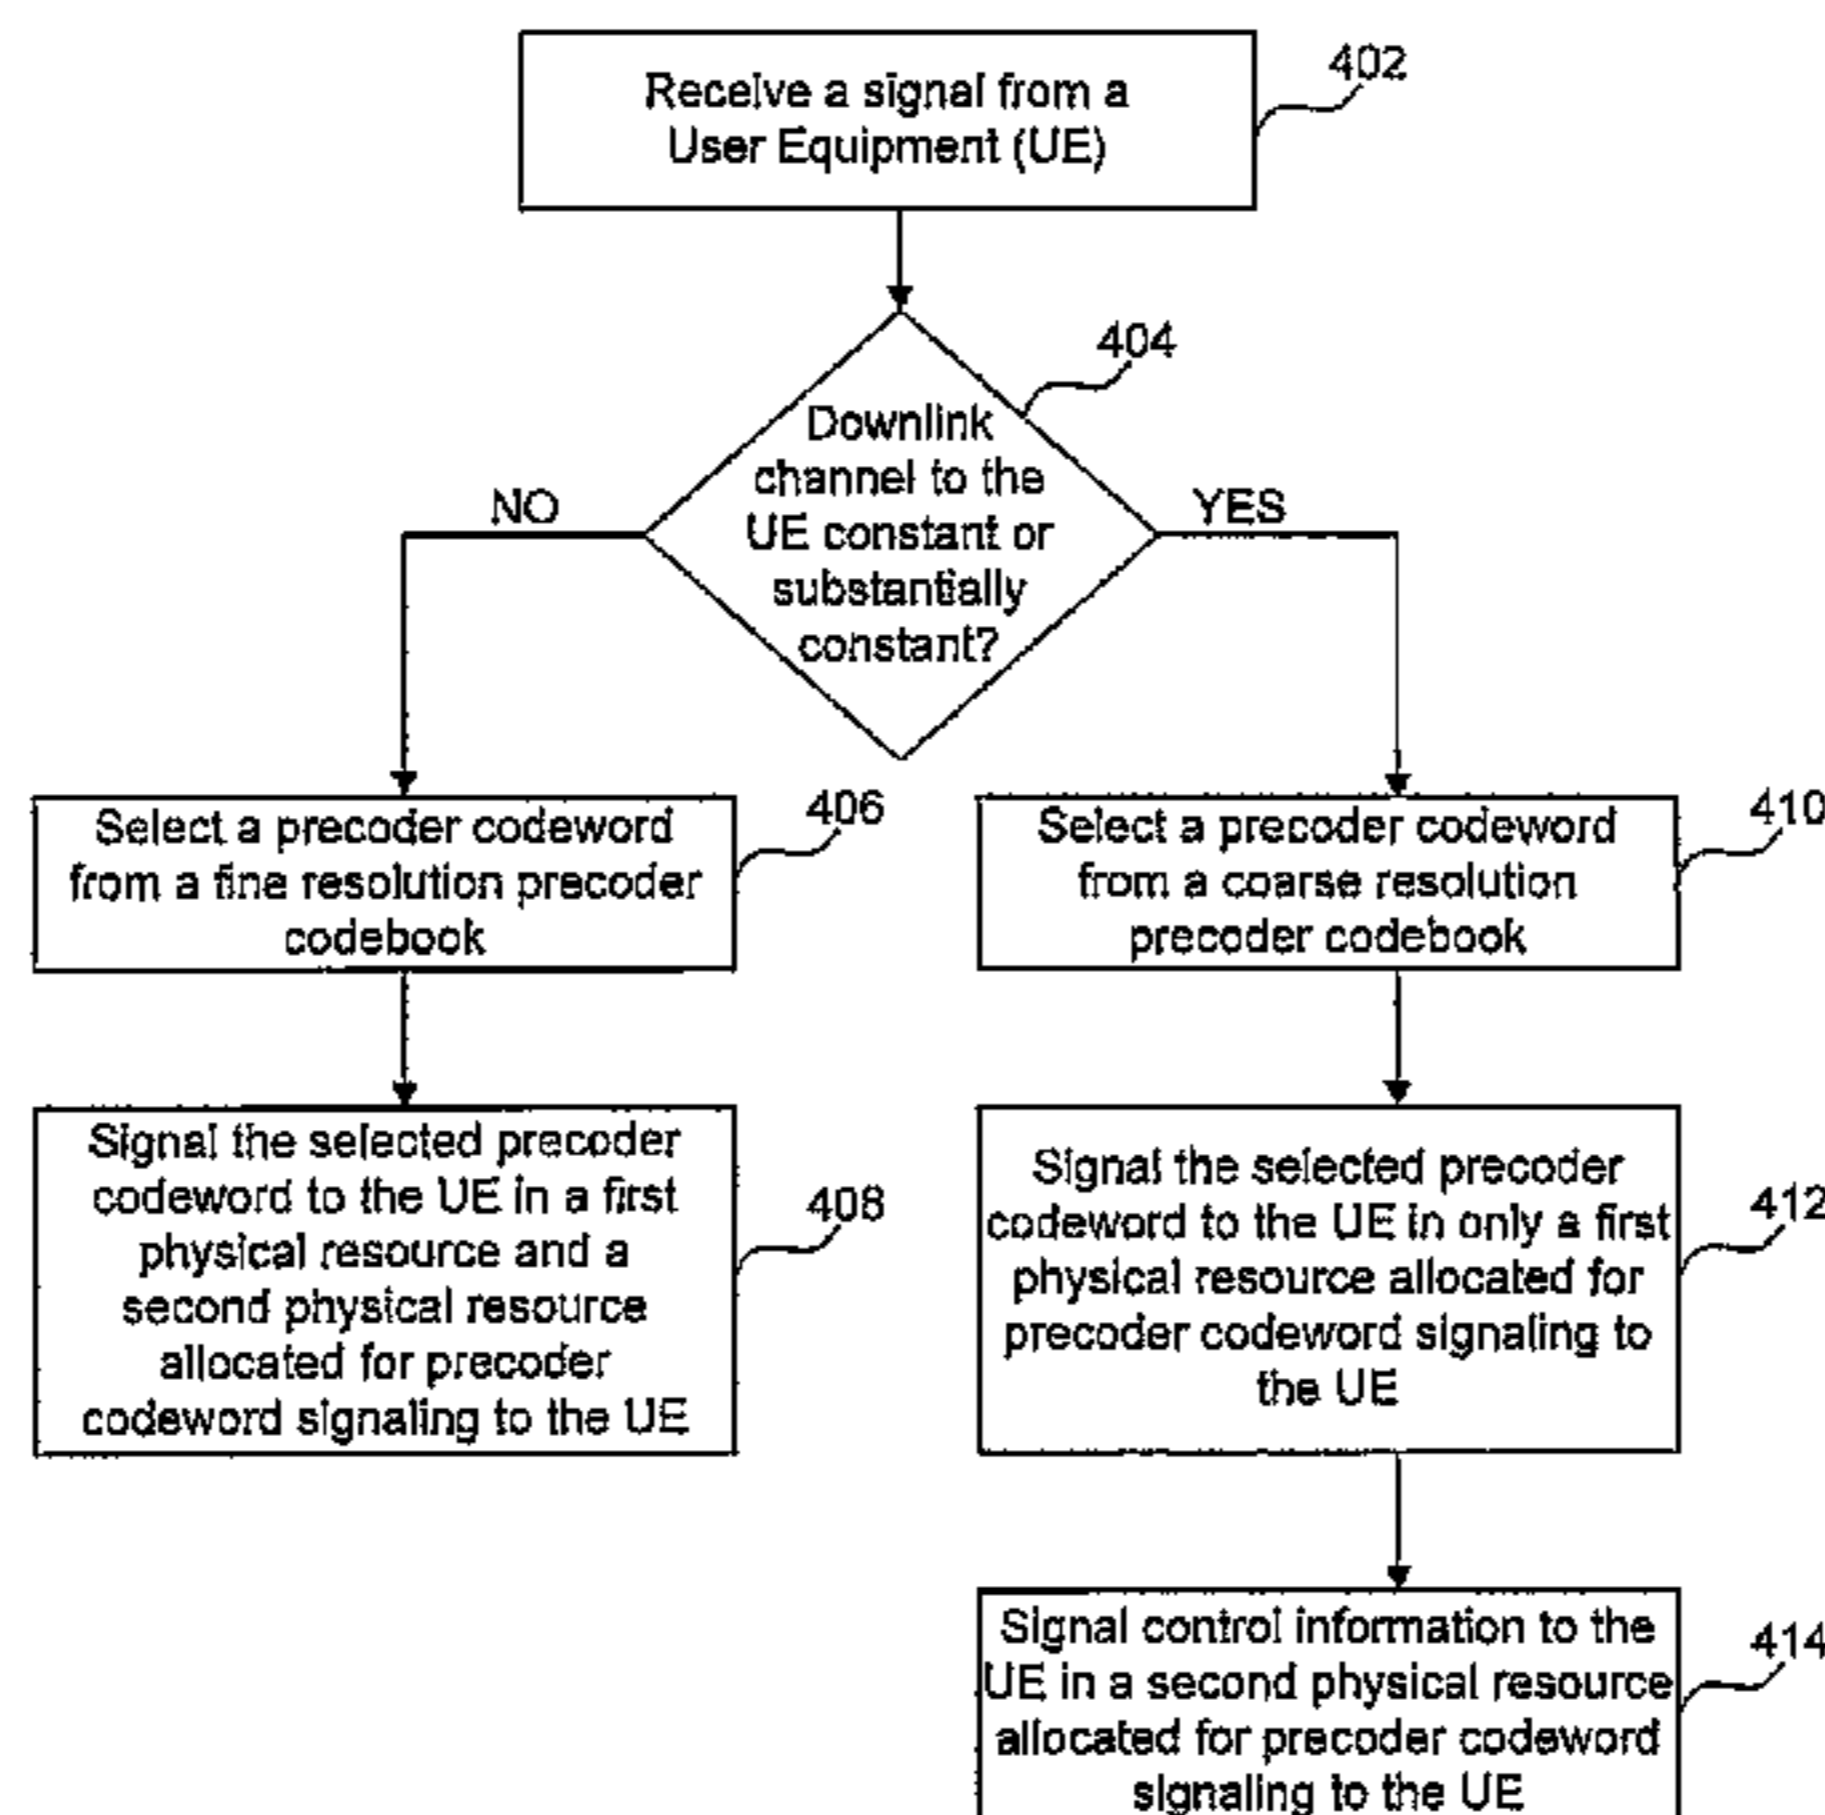 Receive a signal from a
User Equipment (UE)
402
404
Downlink
channel to the
UE constant or
substantially
constant?
NO
YES
Select a precoder codeword
from a fine resolution precoder
codebook
406
Select a precoder codeword
from a coarse resolution
precoder codebook
410
Signal the selected precoder
codeword to the UE in a first
physical resource and a
second physical resource
allocated for precoder
codeword signaling to the UE
408
Signal the selected precoder
codeword to the UE in only a first
physical resource allocated for
precoder codeword signaling to
the UE
412
Signal control information to the
UE in a second physical resource
allocated for precoder codeword
signaling to the UE
414